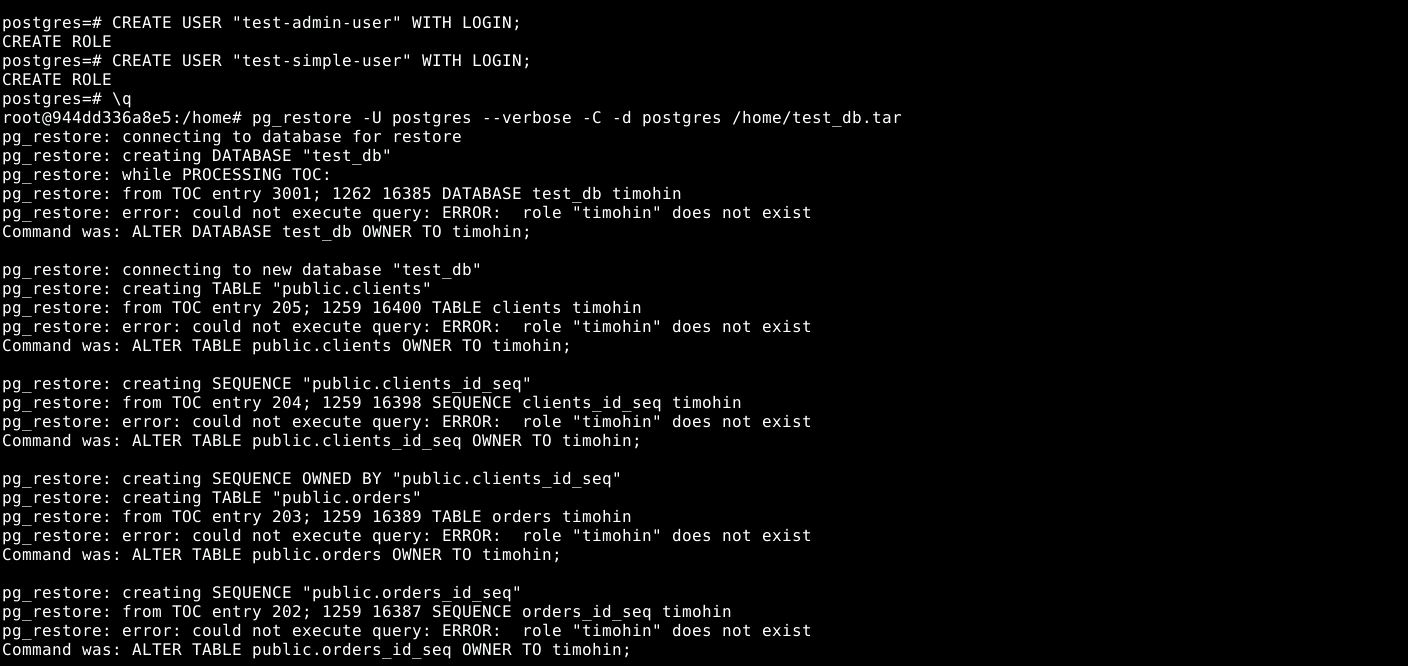 postgres=# CREATE USER "test-admin-user" WITH LOGIN;
CREATE ROLE
postgres=# CREATE USER "test-simple-user" WITH LOGIN;
CREATE ROLE
postgres=# \q
root@944dd336a8e5:/home# pg_restore -U postgres --verbose -C -d postgres /home/test_db.tar
pg_restore: connecting to database for restore
pg_restore: creating DATABASE "test_db"
pg_restore: while PROCESSING TOC:
pg_restore: from TOC entry 3001; 1262 16385 DATABASE test_db timohin
pg_restore: error: could not execute query: ERROR:  role "timohin" does not exist
Command was: ALTER DATABASE test_db OWNER TO timohin;

pg_restore: connecting to new database "test_db"
pg_restore: creating TABLE "public.clients"
pg_restore: from TOC entry 205; 1259 16400 TABLE clients timohin
pg_restore: error: could not execute query: ERROR:  role "timohin" does not exist
Command was: ALTER TABLE public.clients OWNER TO timohin;

pg_restore: creating SEQUENCE "public.clients_id_seq"
pg_restore: from TOC entry 204; 1259 16398 SEQUENCE clients_id_seq timohin
pg_restore: error: could not execute query: ERROR:  role "timohin" does not exist
Command was: ALTER TABLE public.clients_id_seq OWNER TO timohin;

pg_restore: creating SEQUENCE OWNED BY "public.clients_id_seq"
pg_restore: creating TABLE "public.orders"
pg_restore: from TOC entry 203; 1259 16389 TABLE orders timohin
pg_restore: error: could not execute query: ERROR:  role "timohin" does not exist
Command was: ALTER TABLE public.orders OWNER TO timohin;

pg_restore: creating SEQUENCE "public.orders_id_seq"
pg_restore: from TOC entry 202; 1259 16387 SEQUENCE orders_id_seq timohin
pg_restore: error: could not execute query: ERROR:  role "timohin" does not exist
Command was: ALTER TABLE public.orders_id_seq OWNER TO timohin;